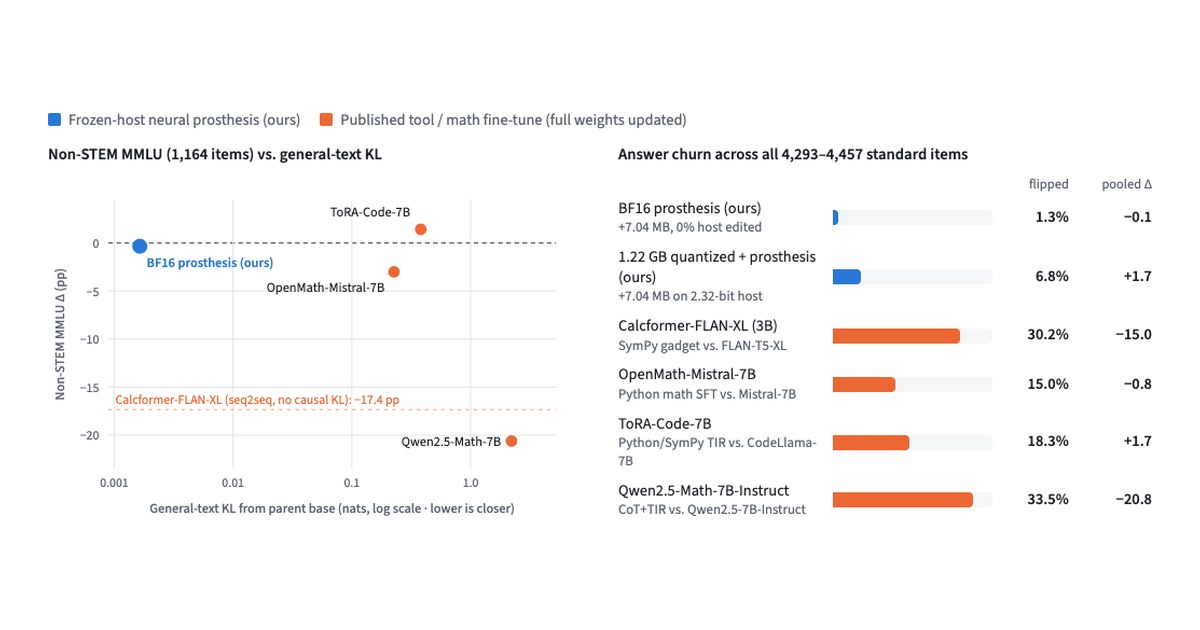 Frozen-host neural prosthesis (ours)
Published tool / math fine-tune (full weights updated)
Non-STEM MMLU (1,164 items) vs. general-text KL
ToRA-Code-7B
0
BF16 prosthesis (ours)
OpenMath-Mistral-7B
−5
−10
−15
Calcformer-FLAN-XL (seq2seq, no causal KL): −17.4 pp
−20
Qwen2.5-Math-7B
Non-STEM MMLU Δ (pp)
0.001
0.01
0.1
1.0
General-text KL from parent base (nats, log scale · lower is closer)
Answer churn across all 4,293–4,457 standard items
flipped
pooled Δ
BF16 prosthesis (ours)
+7.04 MB, 0% host edited
1.3%
−0.1
1.22 GB quantized + prosthesis
(ours)
+7.04 MB on 2.32-bit host
6.8%
+1.7
Calcformer-FLAN-XL (3B)
SymPy gadget vs. FLAN-T5-XL
30.2%
−15.0
OpenMath-Mistral-7B
Python math SFT vs. Mistral-7B
15.0%
−0.8
ToRA-Code-7B
Python/SymPy TIR vs. CodeLlama-
7B
18.3%
+1.7
Qwen2.5-Math-7B-Instruct
CoT+TIR vs. Qwen2.5-7B-Instruct
33.5%
−20.8